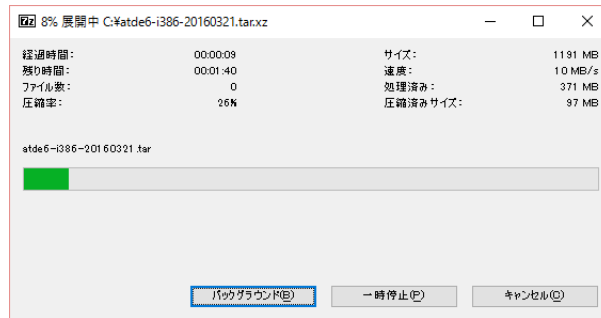 7z 8% 展開中 C:¥atde6-i386-20160321.tar.xz
経過時間: 00:00:09 サイズ: 1191 MB
残り時間: 00:01:40 速度: 10 MB/s
ファイル数: 0 処理済み: 371 MB
圧縮率: 26% 圧縮済みサイズ: 97 MB
atde6-i386-20160321.tar
バックグラウンド(B) 一時停止(P) キャンセル(C)